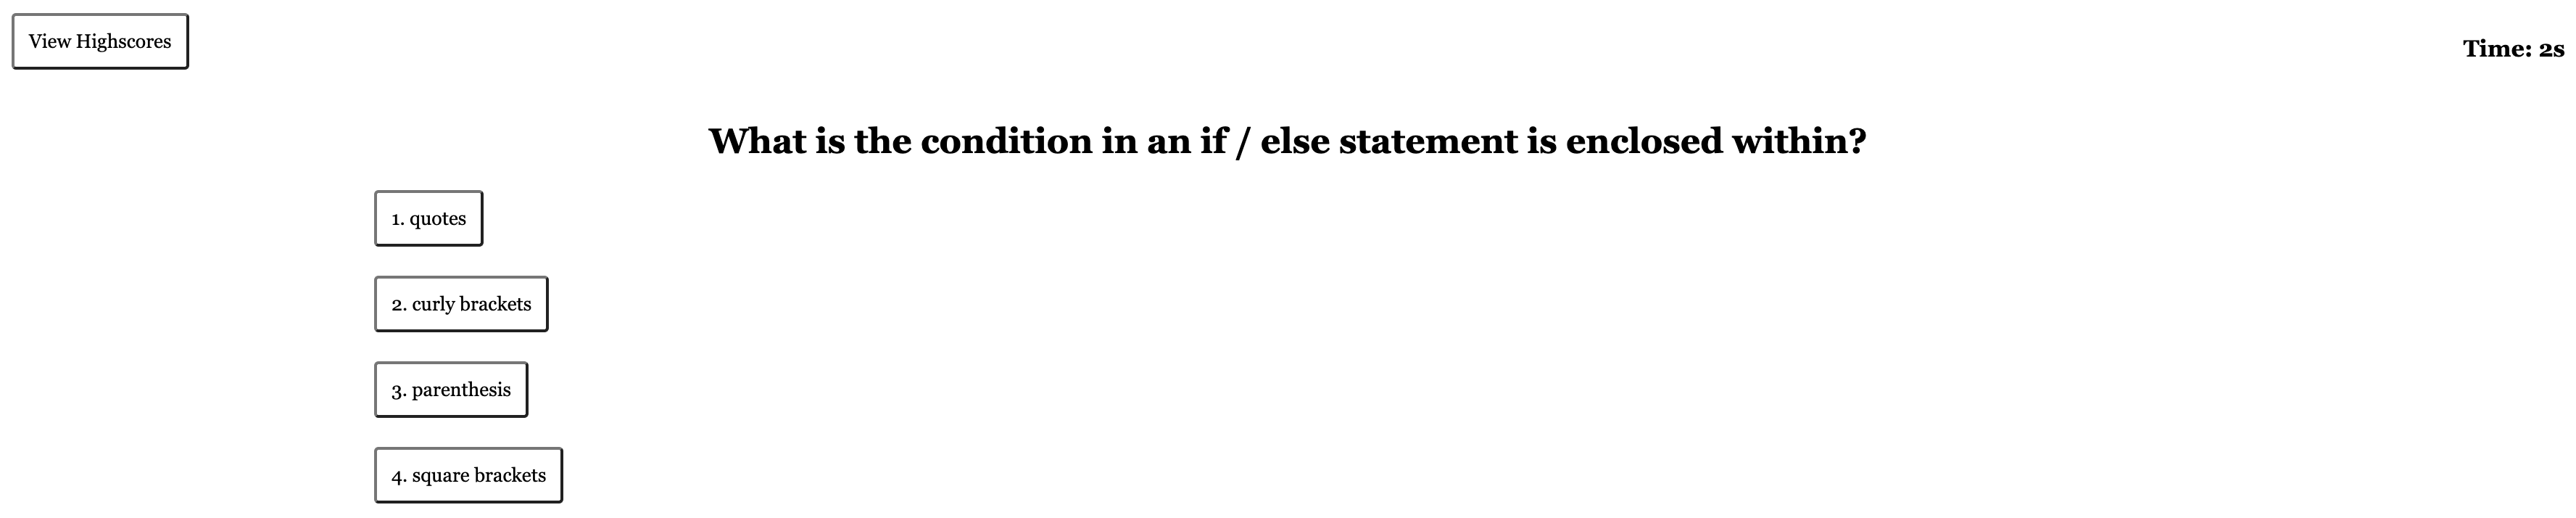 View Highscores
Time: 2s
What is the condition in an if / else statement is enclosed within?
1. quotes
2. curly brackets
3. parenthesis
4. square brackets